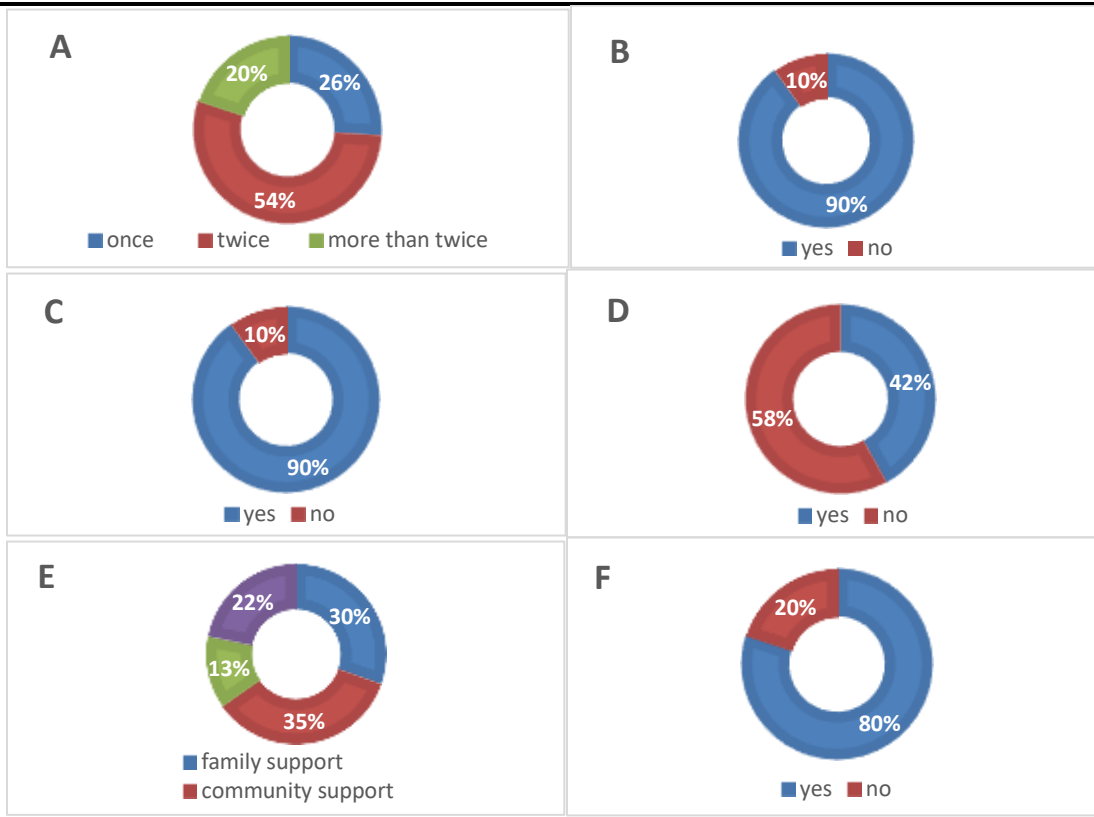 A
20%
26%
54%
once twice more than twice
B
10%
90%
yes no
C
10%
90%
yes no
D
42%
58%
yes no
E
22%
30%
13%
35%
family support
community support
F
20%
80%
yes no